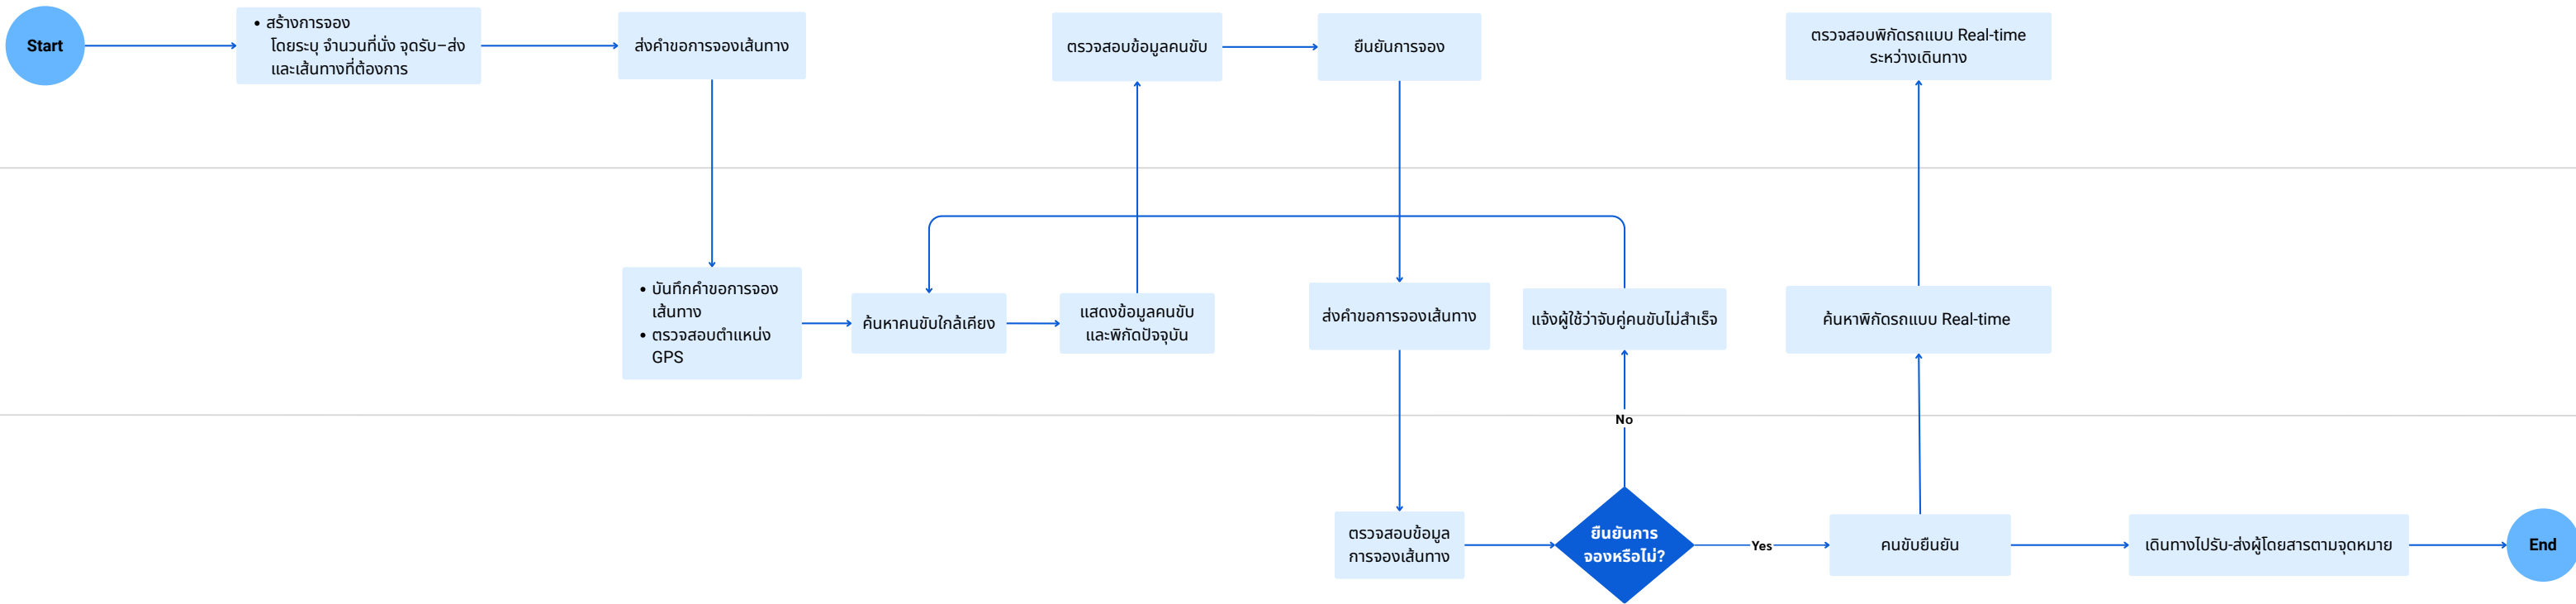 Start
• สร้างการจอง
โดยระบุ จำนวนที่นั่ง จุดรับ–ส่ง
และเส้นทางที่ต้องการ
ส่งคำขอการจองเส้นทาง
ตรวจสอบข้อมูลคนขับ
ยืนยันการจอง
ตรวจสอบพิกัดรถแบบ Real-time
ระหว่างเดินทาง
• บันทึกคำขอการจอง
เส้นทาง
• ตรวจสอบตำแหน่ง
GPS
ค้นหาคนขับใกล้เคียง
แสดงข้อมูลคนขับ
และพิกัดปัจจุบัน
ส่งคำขอการจองเส้นทาง
แจ้งผู้ใช้ว่าจับคู่คนขับไม่สำเร็จ
ค้นหาพิกัดรถแบบ Real-time
No
ตรวจสอบข้อมูล
การจองเส้นทาง
ยืนยันการ
จองหรือไม่?
Yes
คนขับยืนยัน
เดินทางไปรับ-ส่งผู้โดยสารตามจุดหมาย
End